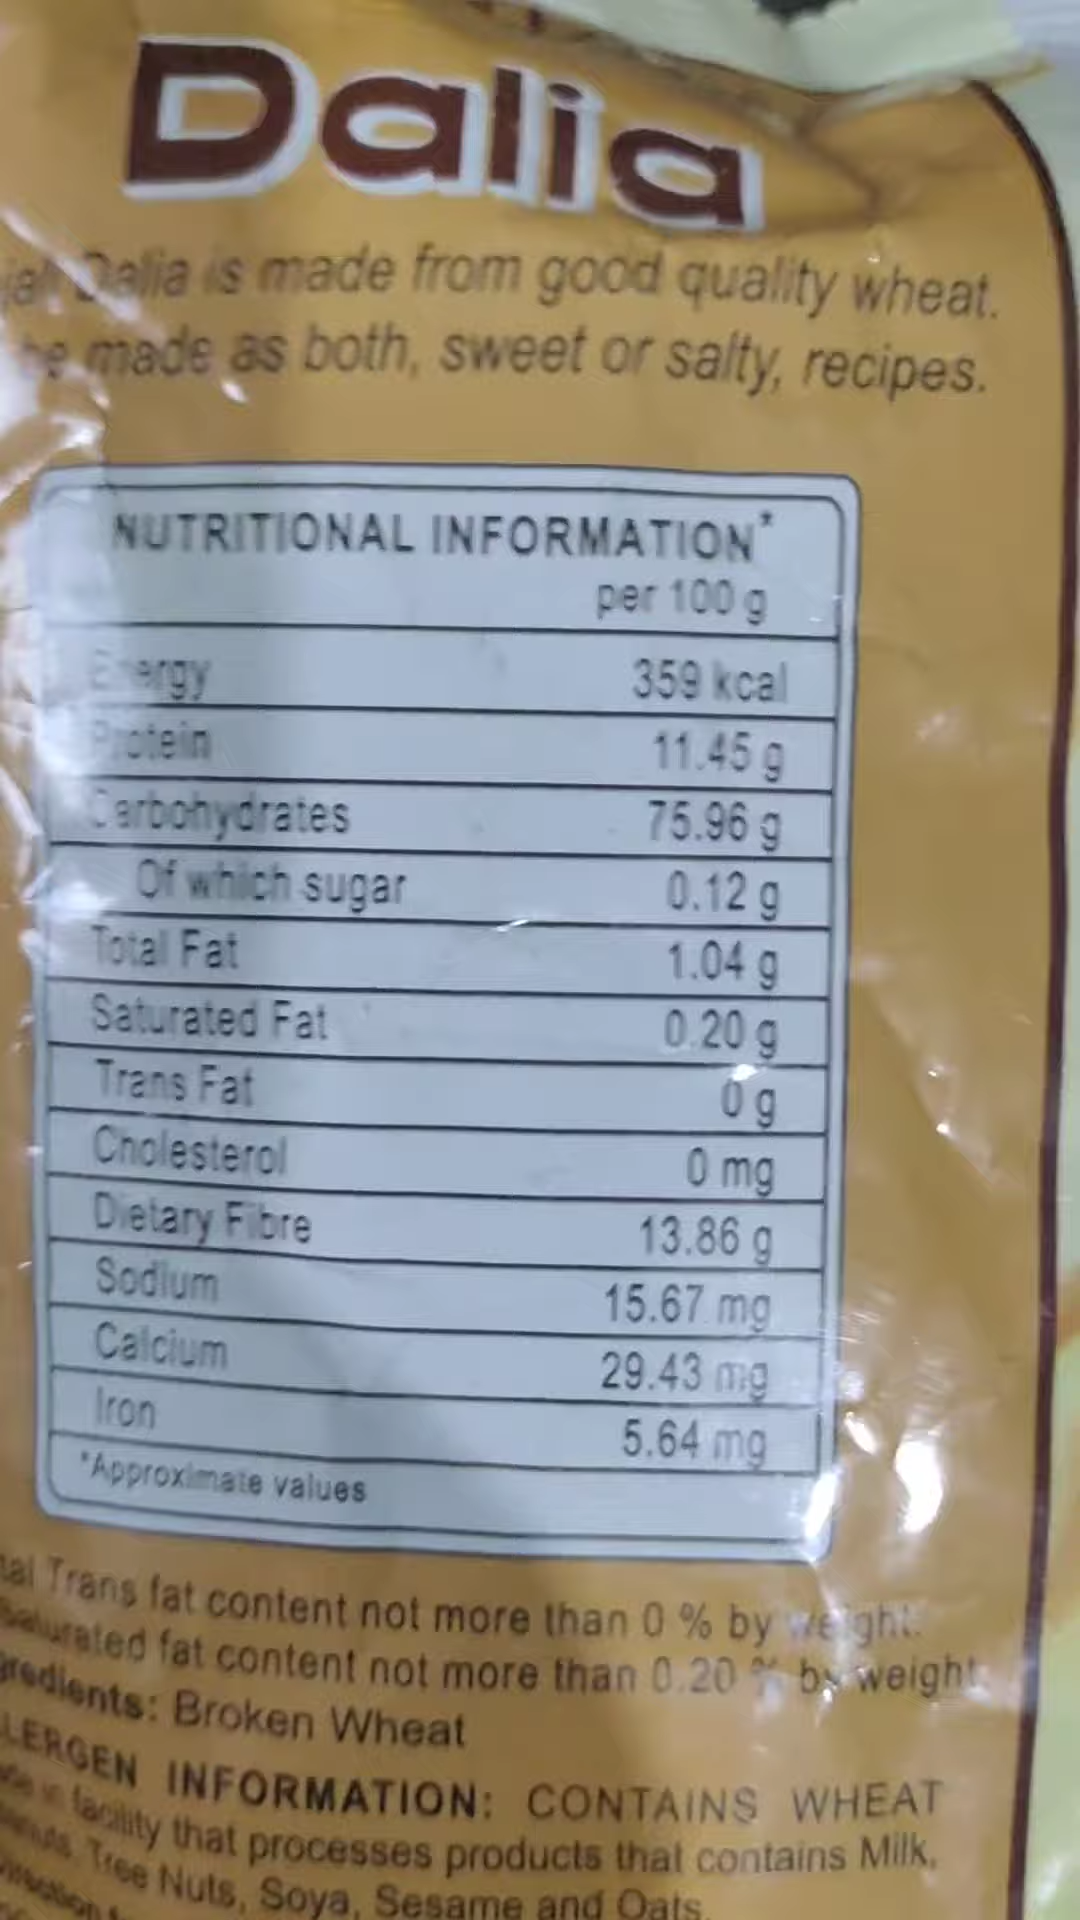 Dalia
Dalia is made from good quality wheat.
made as both, sweet or salty, recipes.
NUTRITIONAL INFORMATION*
per 100 g
Energy 359 kcal
Protein 11.45 g
Carbohydrates 75.96 g
Of which sugar 0.12 g
Total Fat 1.04 g
Saturated Fat 0.20 g
Trans Fat 0 g
Cholesterol 0 mg
Dietary Fibre 13.86 g
Sodium 15.67 mg
Calcium 29.43 mg
Iron 5.64 mg
*Approximate values
Trans fat content not more than 0 % by weight.
fat content not more than 0.20 % by weight.
Broken Wheat
INFORMATION: CONTAINS WHEAT
facility that processes products that contains Milk,
Tree Nuts, Soya, Sesame and Oats.